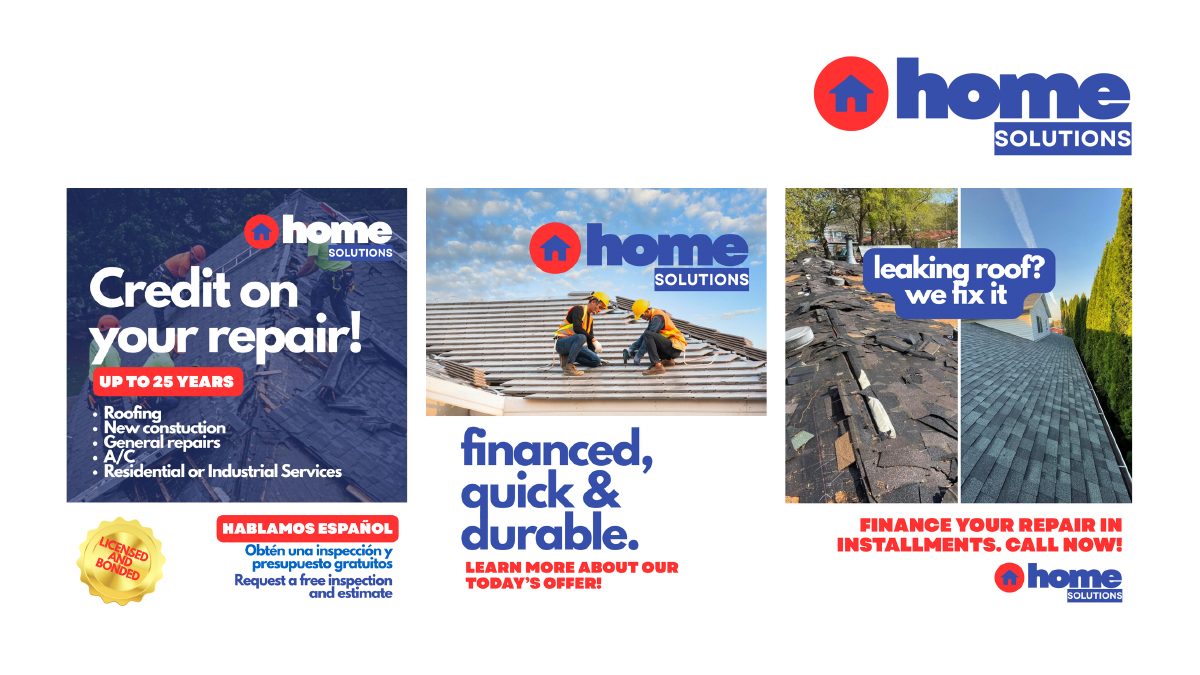 home
SOLUTIONS
home
SOLUTIONS
Credit on
your repair!
UP TO 25 YEARS
• Roofing
• New constuction
• General repairs
• A/C
• Residential or Industrial Services
LICENSED
AND
BONDED
HABLAMOS ESPAÑOL
Obtén una inspección y
presupuesto gratuitos
Request a free inspection
and estimate
home
SOLUTIONS
financed,
quick &
durable.
LEARN MORE ABOUT OUR
TODAY'S OFFER!
leaking roof?
we fix it
FINANCE YOUR REPAIR IN
INSTALLMENTS. CALL NOW!
home
SOLUTIONS